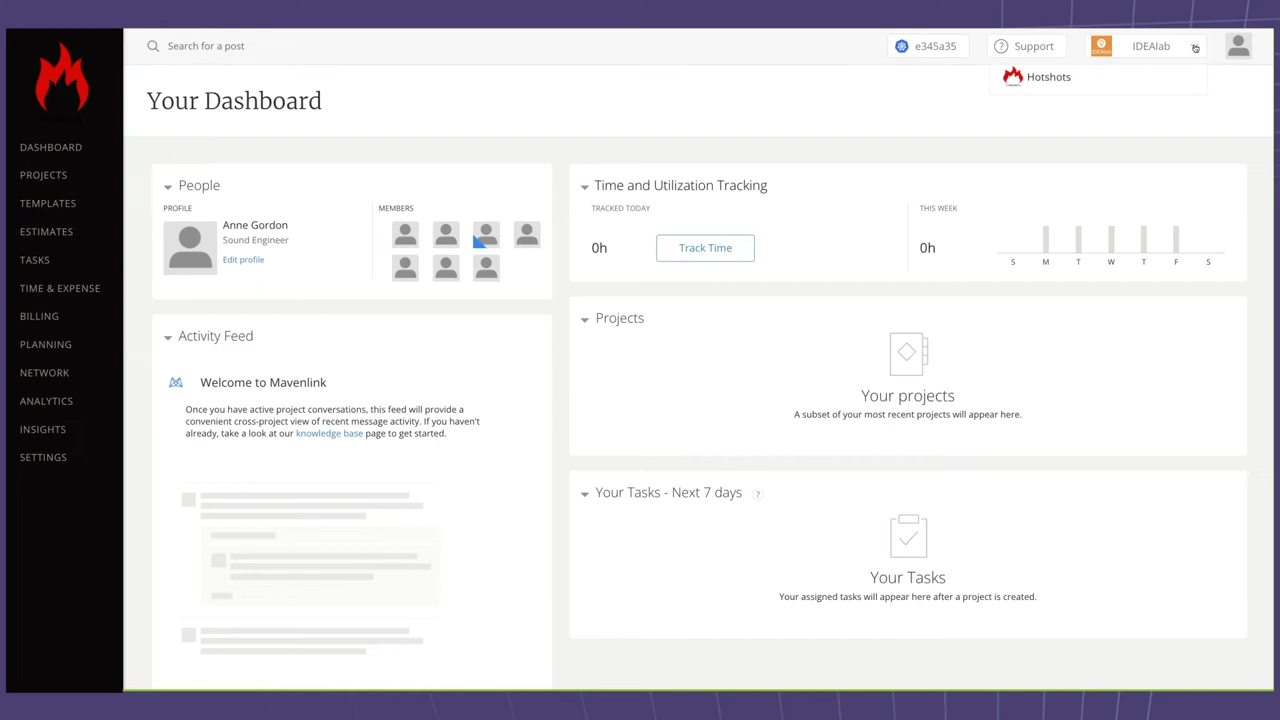 Search for a post
e345a35
Support
IDEAlab
Hotshots
Your Dashboard
DASHBOARD
PROJECTS
TEMPLATES
ESTIMATES
TASKS
TIME & EXPENSE
BILLING
PLANNING
NETWORK
ANALYTICS
INSIGHTS
SETTINGS
People
PROFILE
Anne Gordon
Sound Engineer
Edit profile
MEMBERS
Activity Feed
Welcome to Mavenlink
Once you have active project conversations, this feed will provide a
convenient cross-project view of recent message activity. If you haven't
already, take a look at our knowledge base page to get started.
Time and Utilization Tracking
TRACKED TODAY
0h
Track Time
THIS WEEK
0h
S M T W T F S
Projects
Your projects
A subset of your most recent projects will appear here.
Your Tasks - Next 7 days ?
Your Tasks
Your assigned tasks will appear here after a project is created.